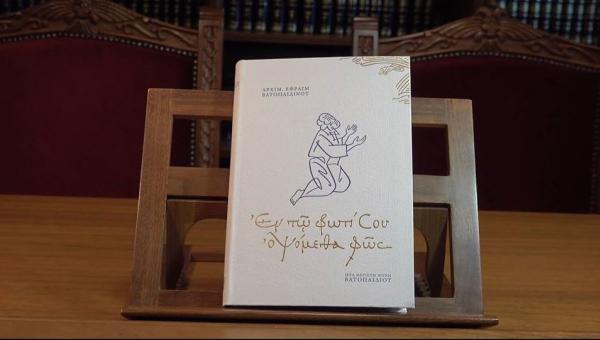 ΑΡΧΙΜ. ΕΦΡΑΙΜ
ΒΑΤΟΠΑΙΔΙΝΟΥ
Ἐν τῷ φωτί Σου
ὀψόμεθα φῶς
ΙΕΡΑ ΜΕΓΙΣΤΗ ΜΟΝΗ
ΒΑΤΟΠΑΙΔΙΟΥ